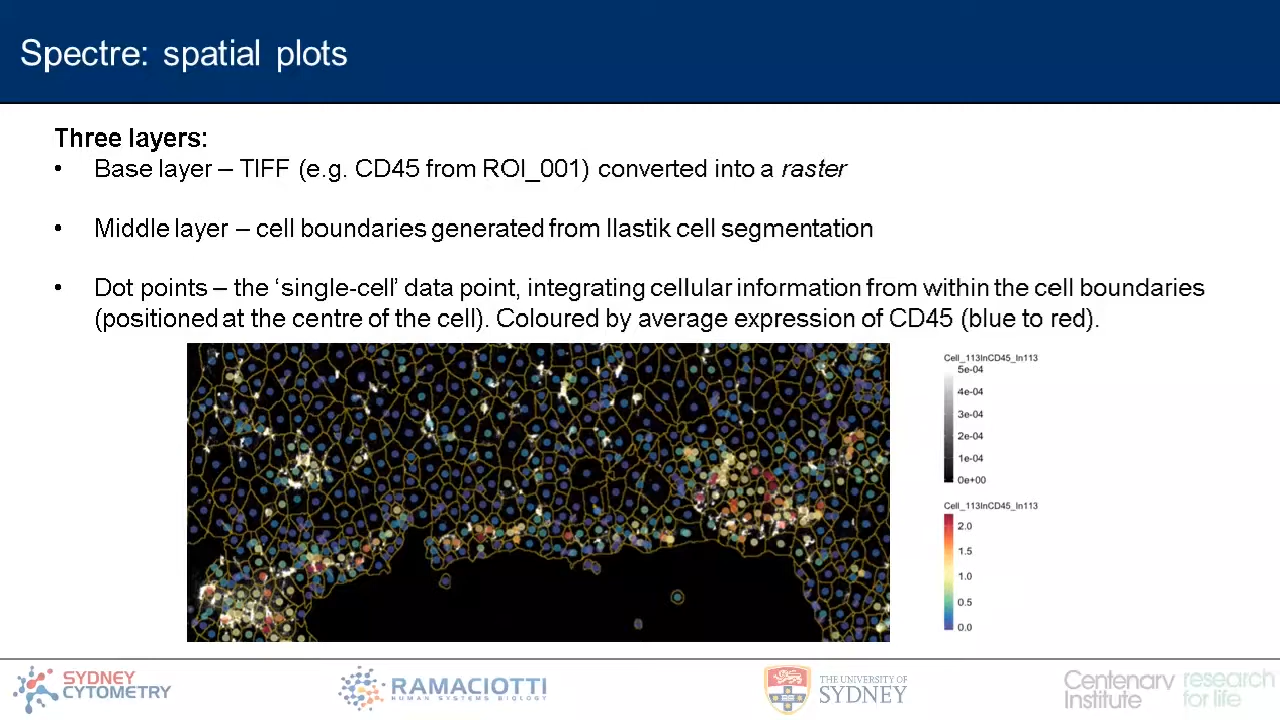 Spectre: spatial plots
Three layers:
• Base layer – TIFF (e.g. CD45 from ROI_001) converted into a raster
• Middle layer – cell boundaries generated from Ilastik cell segmentation
• Dot points – the ‘single-cell’ data point, integrating cellular information from within the cell boundaries
(positioned at the centre of the cell). Coloured by average expression of CD45 (blue to red).
Cell_113InCD45_In113
5e-04
4e-04
3e-04
2e-04
1e-04
0e+00
Cell_113InCD45_In113
2.0
1.5
1.0
0.5
0.0
SYDNEY
CYTOMETRY
RAMACIOTTI
HUMAN SYSTEMS BIOLOGY
THE UNIVERSITY OF
SYDNEY
Centenary
Institute
research
for life